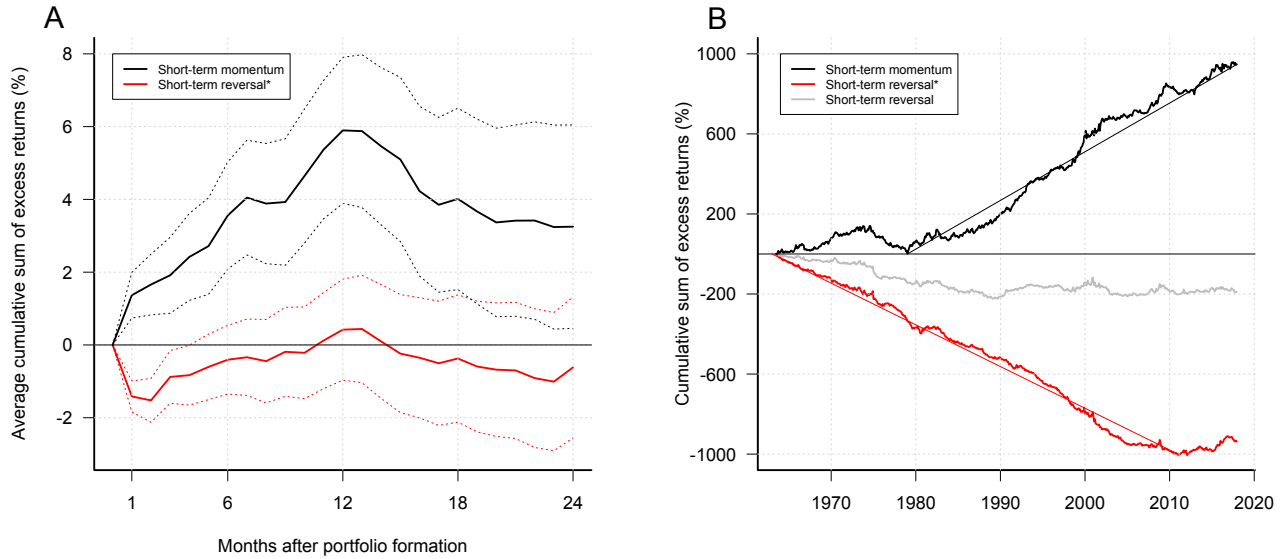 A
Average cumulative sum of excess returns (%)
8
6
4
2
0
-2
Short-term momentum
Short-term reversal*
1
6
12
18
24
Months after portfolio formation
B
Cumulative sum of excess returns (%)
1000
600
200
-200
-600
-1000
Short-term momentum
Short-term reversal*
Short-term reversal
1970
1980
1990
2000
2010
2020